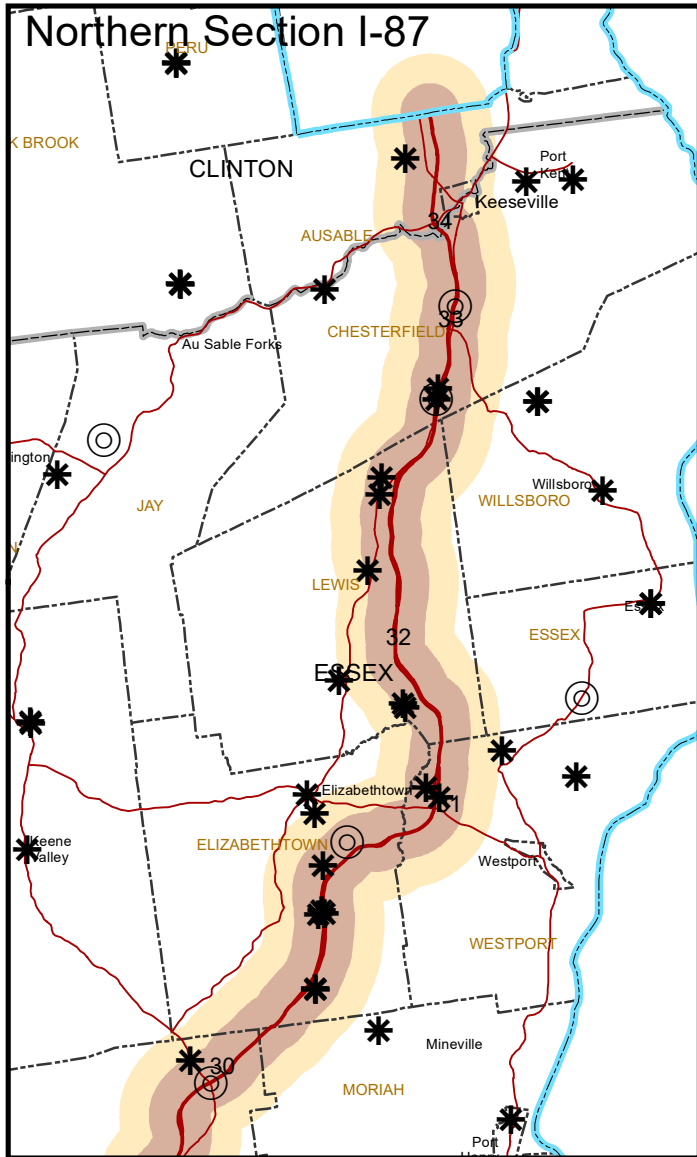 Northern Section I-87
PERU
K BROOK
CLINTON
Port
Keeseville
34
AUSABLE
33
CHESTERFIELD
Au Sable Forks
ington
Willsboro
WILLSBORO
JAY
N
LEWIS
Essex
32
ESSEX
ESSEX
Elizabethtown
31
Keene
Valley
ELIZABETHTOWN
Westport
WESTPORT
Mineville
30
MORIAH
Port